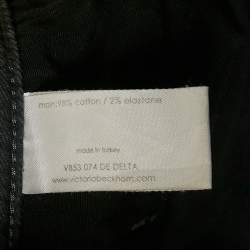 main: 98% cotton / 2% elastane
made in turkey
VB53 074 DE DELTA
www.victoriabeckham.com